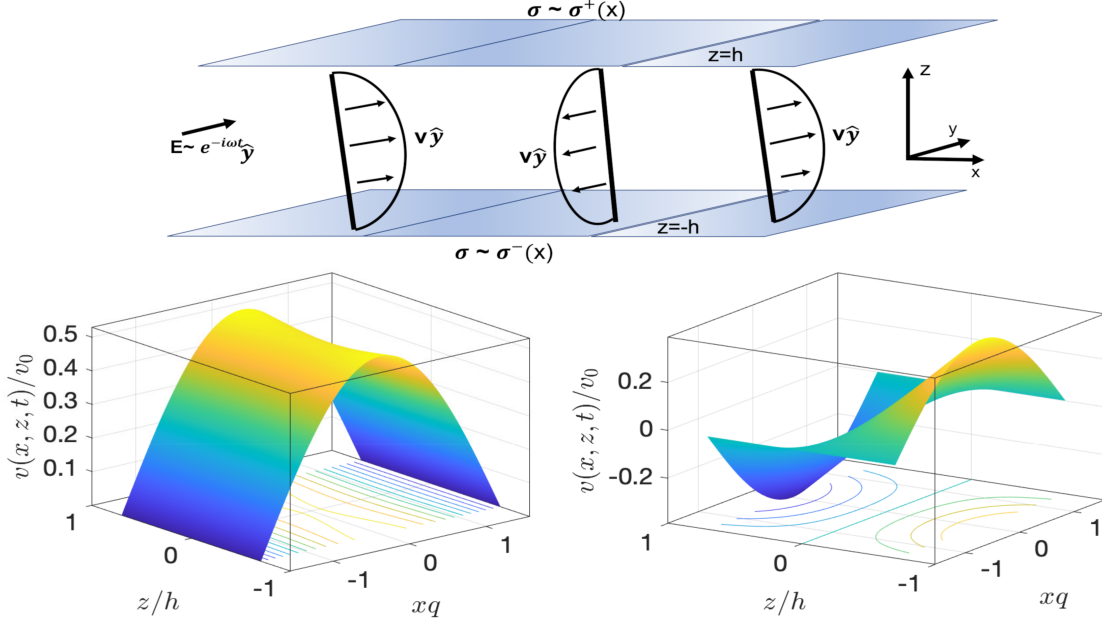 σ ~ σ⁺(x)
z=h
E~ e^{-iωt} ŷ
vŷ
vŷ
vŷ
z
y
x
z=-h
σ ~ σ⁻(x)
v(x, z, t)/v₀
0.5
0.4
0.3
0.2
0.1
1
0
-1
z/h
-1
0
1
xq
v(x, z, t)/v₀
0.2
0
-0.2
1
0
-1
z/h
-1
0
1
xq